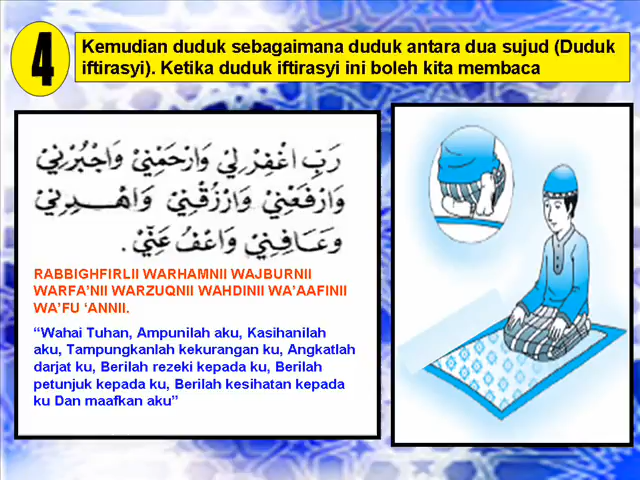 4
Kemudian duduk sebagaimana duduk antara dua sujud (Duduk
iftirasyi). Ketika duduk iftirasyi ini boleh kita membaca
رَبِّ اغْفِرْ لِيْ وَارْحَمْنِيْ وَاجْبُرْنِيْ
وَارْفَعْنِيْ وَارْزُقْنِيْ وَاهْدِنِيْ
وَعَافِنِيْ وَاعْفُ عَنِّيْ .
RABBIGHFIRLII WARHAMNII WAJBURNII
WARFA’NII WARZUQNII WAHDINII WA’AAFINII
WA’FU ‘ANNII.
“Wahai Tuhan, Ampunilah aku, Kasihanilah
aku, Tampungkanlah kekurangan ku, Angkatlah
darjat ku, Berilah rezeki kepada ku, Berilah
petunjuk kepada ku, Berilah kesihatan kepada
ku Dan maafkan aku”